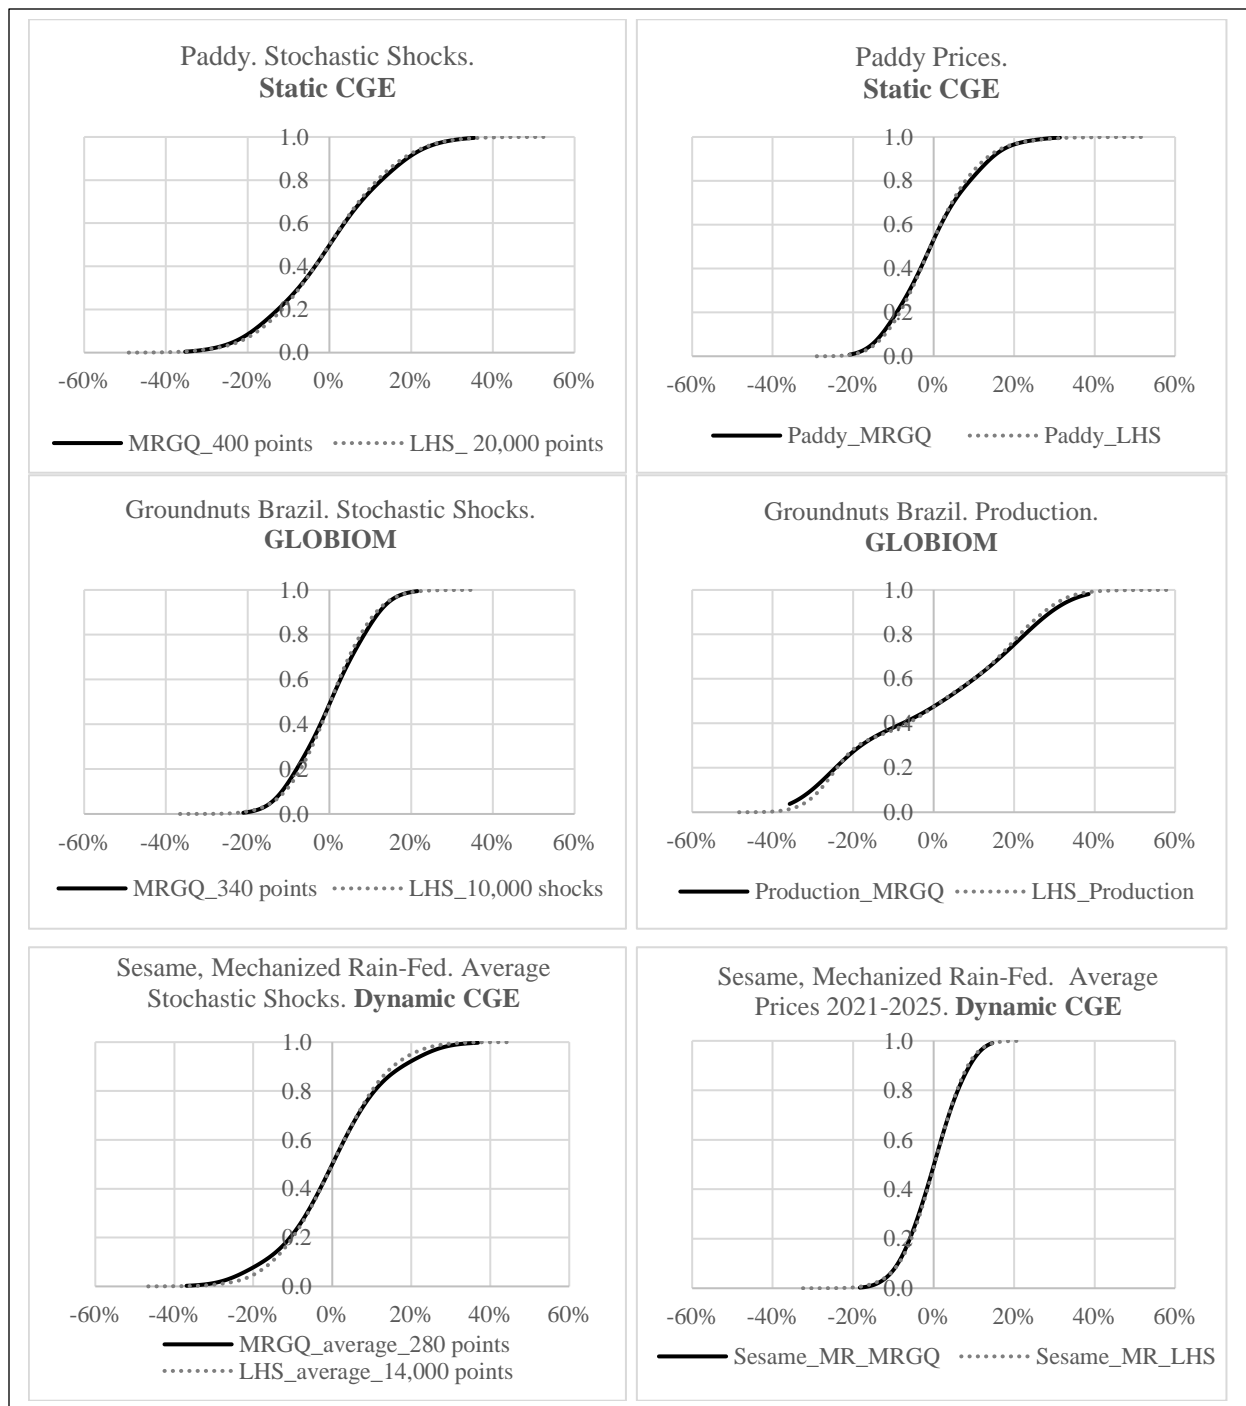 Paddy. Stochastic Shocks.
Static CGE
1.0
0.8
0.6
0.4
0.2
0.0
-60% -40% -20% 0% 20% 40% 60%
MRGQ_400 points LHS_ 20,000 points
Paddy Prices.
Static CGE
1.0
0.8
0.6
0.4
0.2
0.0
-60% -40% -20% 0% 20% 40% 60%
Paddy_MRGQ Paddy_LHS
Groundnuts Brazil. Stochastic Shocks.
GLOBIOM
1.0
0.8
0.6
0.4
0.2
0.0
-60% -40% -20% 0% 20% 40% 60%
MRGQ_340 points LHS_10,000 shocks
Groundnuts Brazil. Production.
GLOBIOM
1.0
0.8
0.6
0.4
0.2
0.0
-60% -40% -20% 0% 20% 40% 60%
Production_MRGQ LHS_Production
Sesame, Mechanized Rain-Fed. Average
Stochastic Shocks. Dynamic CGE
1.0
0.8
0.6
0.4
0.2
0.0
-60% -40% -20% 0% 20% 40% 60%
MRGQ_average_280 points
LHS_average_14,000 points
Sesame, Mechanized Rain-Fed. Average
Prices 2021-2025. Dynamic CGE
1.0
0.8
0.6
0.4
0.2
0.0
-60% -40% -20% 0% 20% 40% 60%
Sesame_MR_MRGQ Sesame_MR_LHS